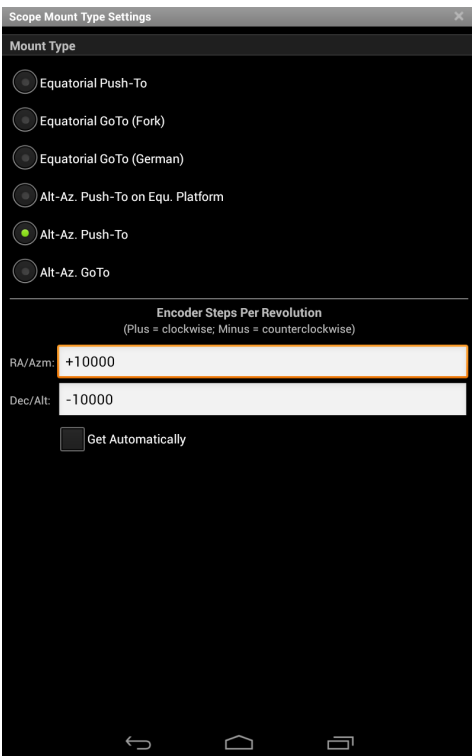 Scope Mount Type Settings
Mount Type
Equatorial Push-To
Equatorial GoTo (Fork)
Equatorial GoTo (German)
Alt-Az. Push-To on Equ. Platform
Alt-Az. Push-To
Alt-Az. GoTo
Encoder Steps Per Revolution
(Plus = clockwise; Minus = counterclockwise)
RA/Azm: +10000
Dec/Alt: -10000
Get Automatically